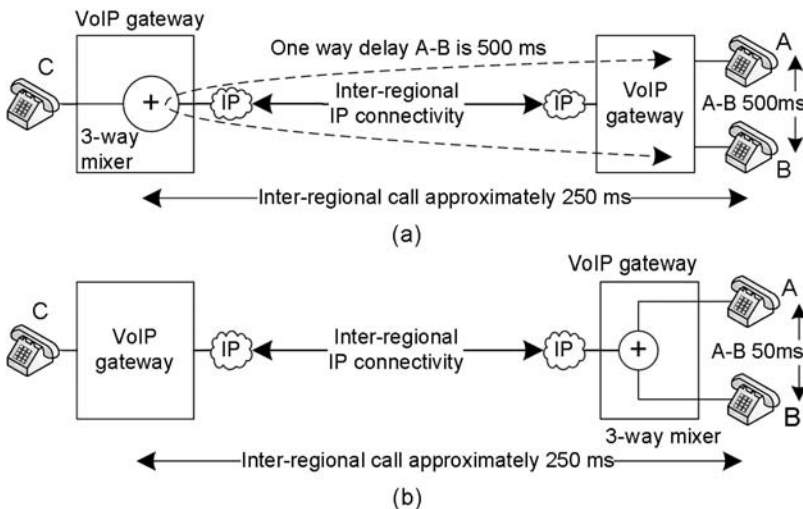 VoIP gateway
C
+
3-way
mixer
IP
One way delay A-B is 500 ms
Inter-regional
IP connectivity
IP
VoIP
gateway
A
A-B 500ms
B
Inter-regional call approximately 250 ms
(a)
VoIP gateway
C
VoIP
gateway
IP
Inter-regional
IP connectivity
IP
+
3-way mixer
A
A-B 50ms
B
Inter-regional call approximately 250 ms
(b)